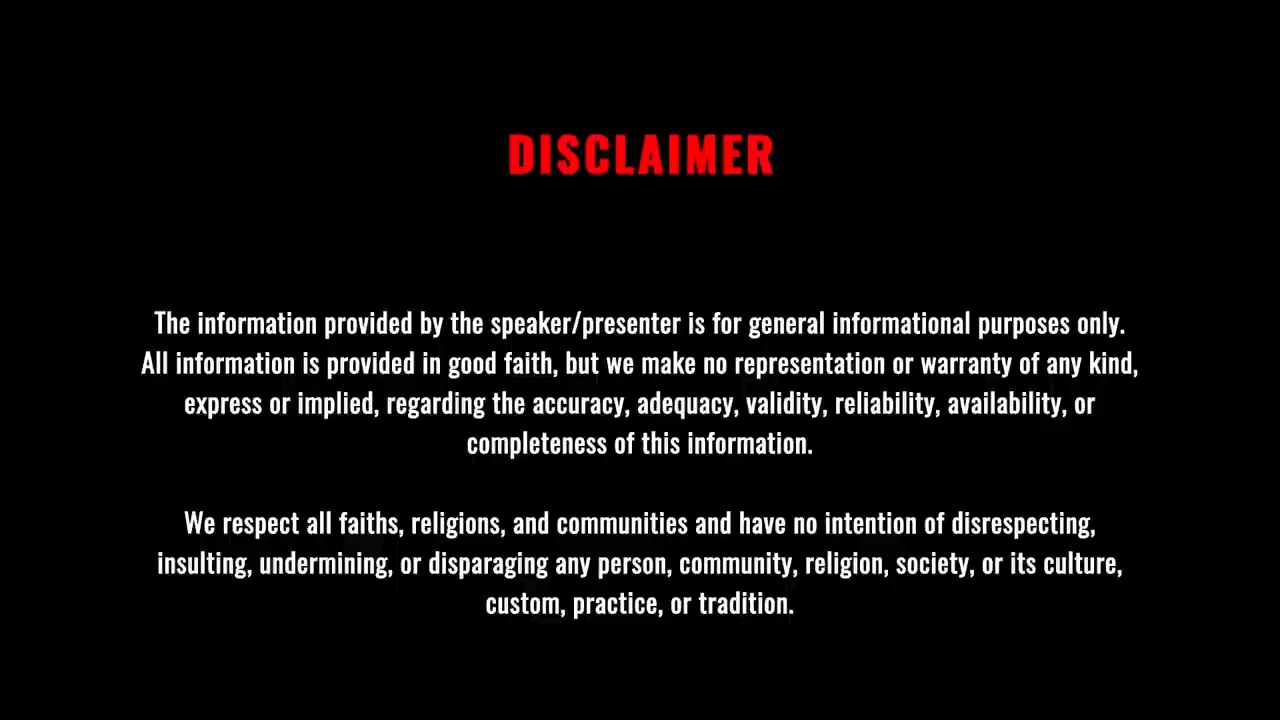 DISCLAIMER
The information provided by the speaker/presenter is for general informational purposes only.
All information is provided in good faith, but we make no representation or warranty of any kind,
express or implied, regarding the accuracy, adequacy, validity, reliability, availability, or
completeness of this information.
We respect all faiths, religions, and communities and have no intention of disrespecting,
insulting, undermining, or disparaging any person, community, religion, society, or its culture,
custom, practice, or tradition.